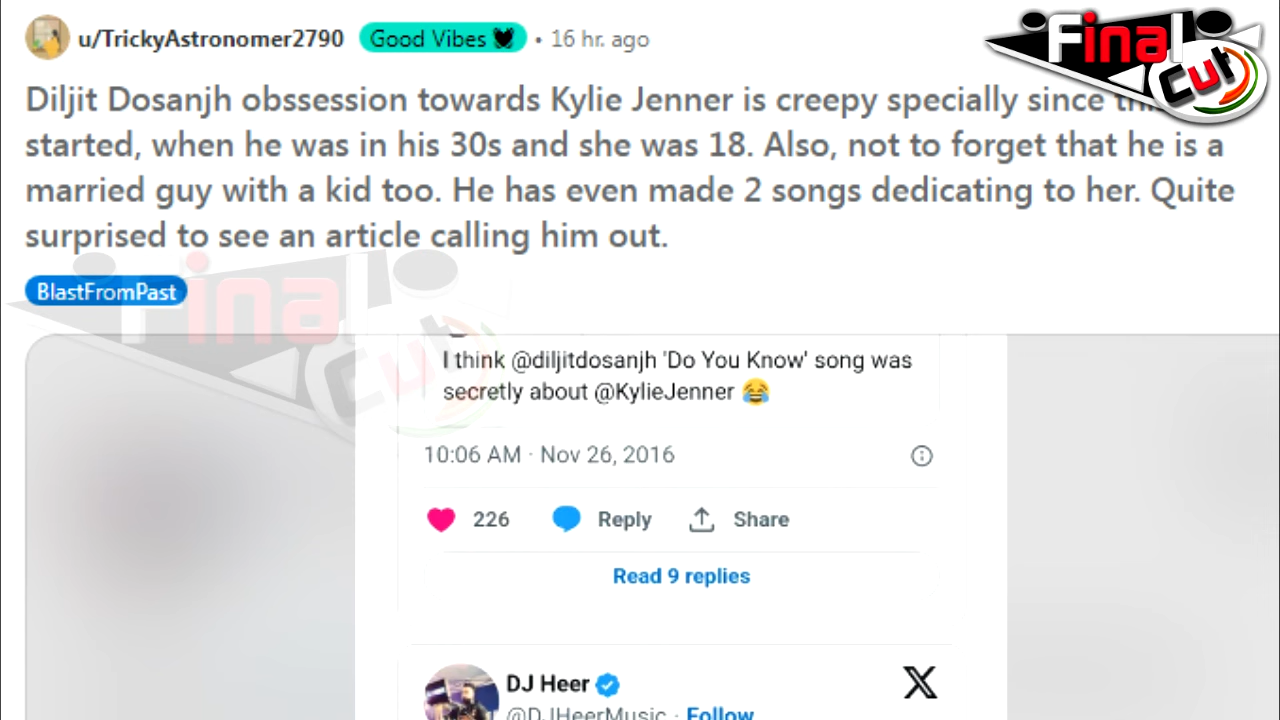 u/TrickyAstronomer2790 Good Vibes • 16 hr. ago
Final
Cut
Diljit Dosanjh obssession towards Kylie Jenner is creepy specially since
started, when he was in his 30s and she was 18. Also, not to forget that he is a
married guy with a kid too. He has even made 2 songs dedicating to her. Quite
surprised to see an article calling him out.
BlastFromPast
Final
Cut
I think @diljitdosanjh 'Do You Know' song was
secretly about @KylieJenner 😂
10:06 AM · Nov 26, 2016
226 Reply Share
Read 9 replies
DJ Heer
@DJHeerMusic · Follow